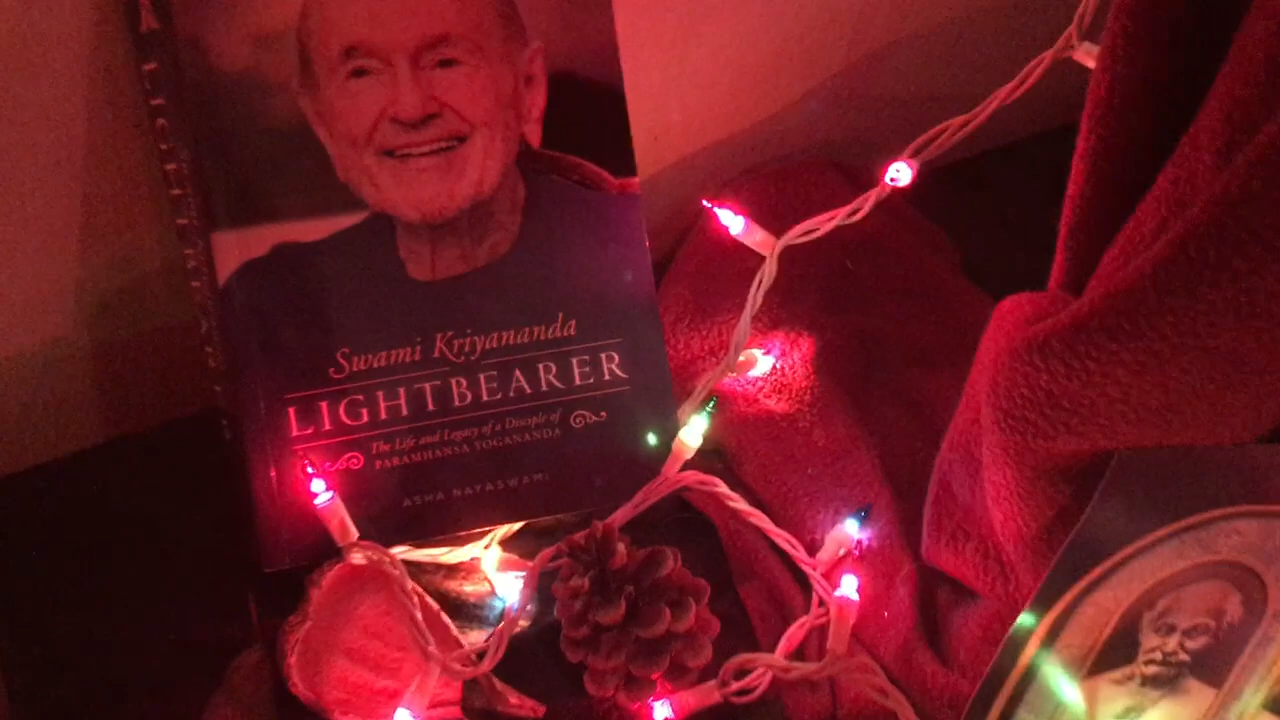 Swami Kriyananda
LIGHTBEARER
The Life and Legacy of a Disciple of
PARAMHANSA YOGANANDA
ASHA NAYASWAMI